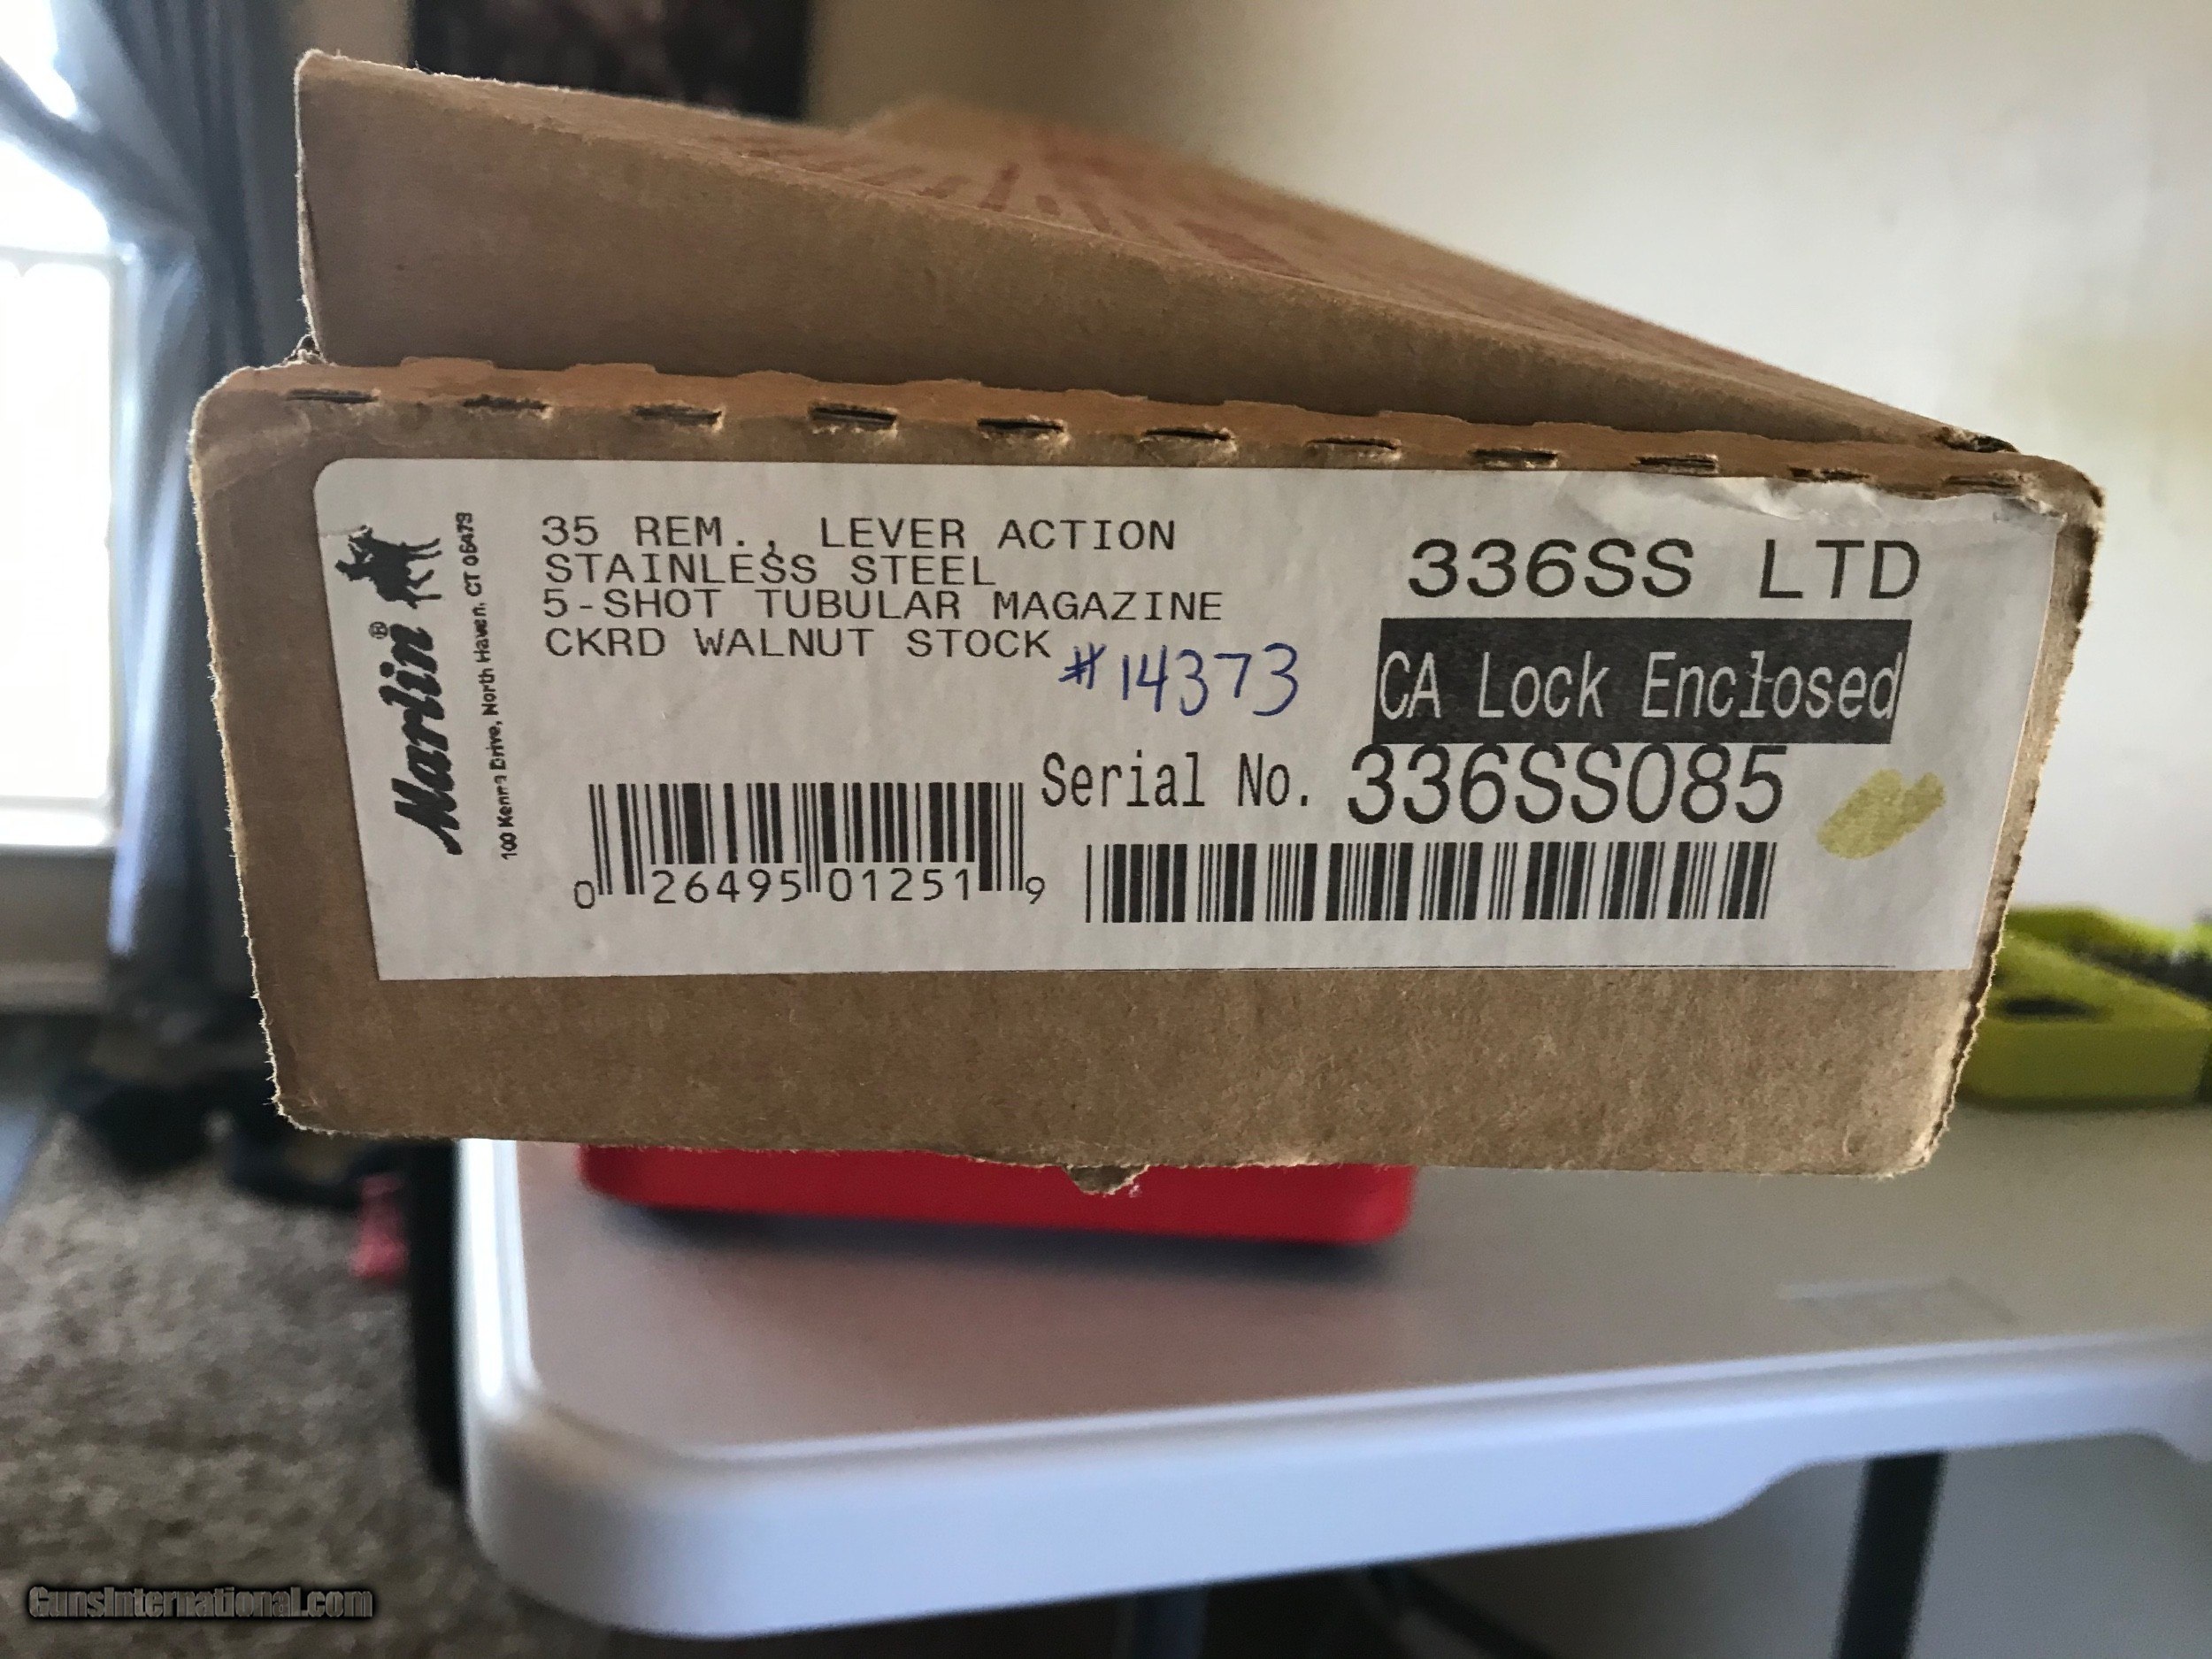 Marlin®
100 Kenna Drive, North Haven, CT 06473
35 REM., LEVER ACTION
STAINLESS STEEL
5-SHOT TUBULAR MAGAZINE
CKRD WALNUT STOCK
#14373
336SS LTD
CA Lock Enclosed
Serial No. 336SS085
0 26495 01251 9
GunsInternational.com